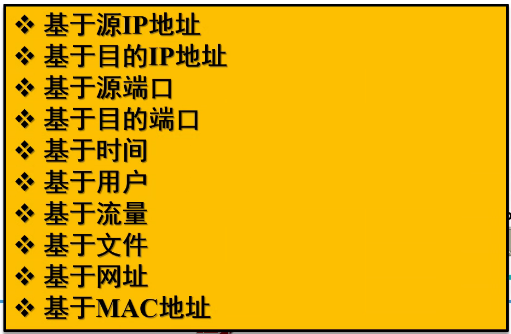 ❖ 基于源IP地址
❖ 基于目的IP地址
❖ 基于源端口
❖ 基于目的端口
❖ 基于时间
❖ 基于用户
❖ 基于流量
❖ 基于文件
❖ 基于网址
❖ 基于MAC地址